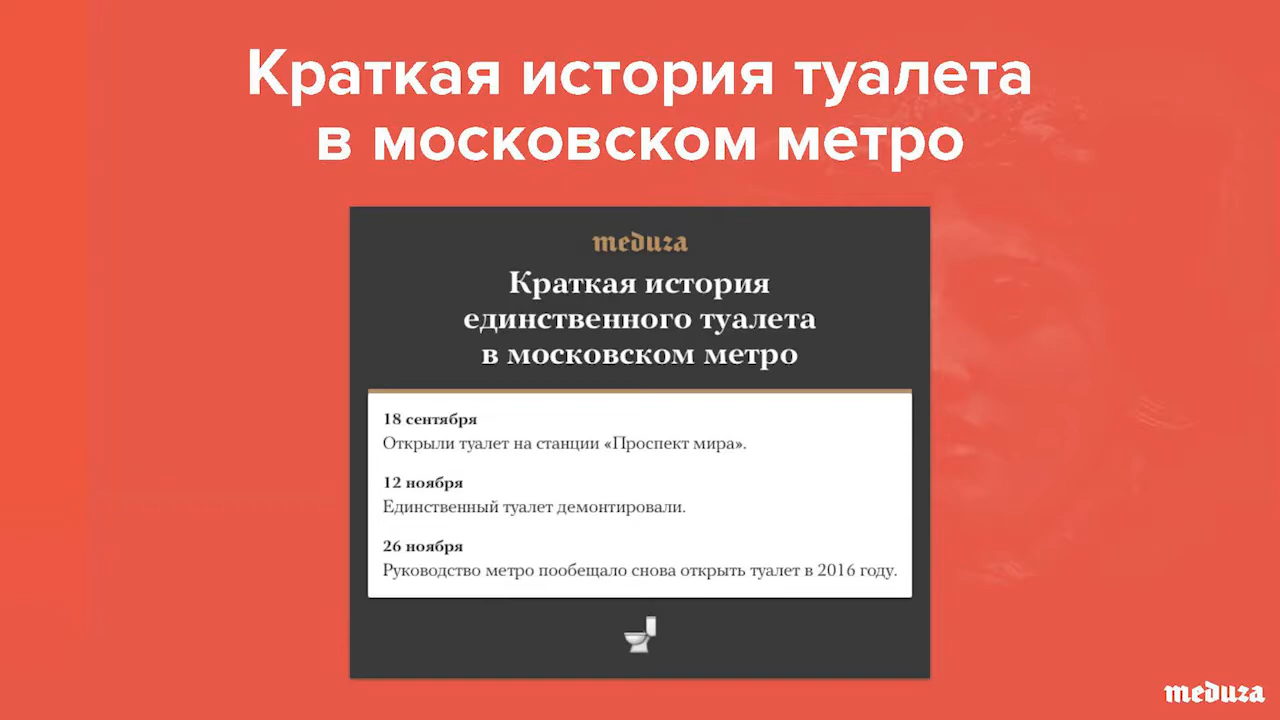 Краткая история туалета
в московском метро
meduza
Краткая история
единственного туалета
в московском метро
18 сентября
Открыли туалет на станции «Проспект мира».
12 ноября
Единственный туалет демонтировали.
26 ноября
Руководство метро пообещало снова открыть туалет в 2016 году.
meduza